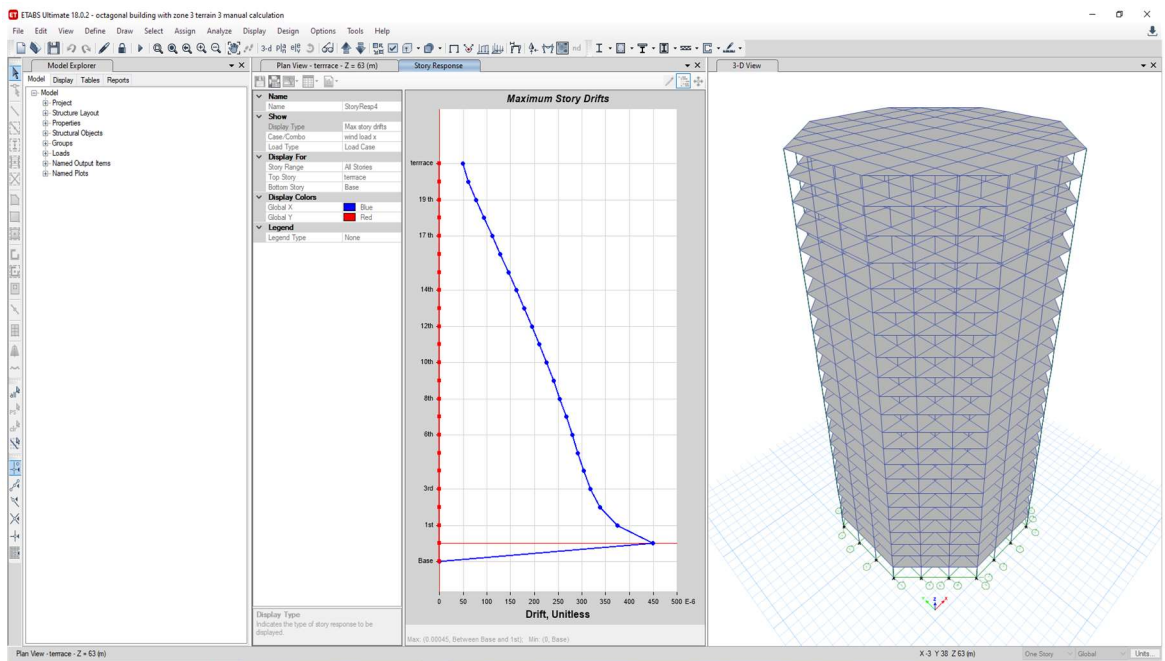 ETABS Ultimate 18.0.2 - octagonal building with zone 3 terrain 3 manual calculation
File Edit View Define Draw Select Assign Analyze Display Design Options Tools Help
3-d
nd
Model Explorer
Model Display Tables Reports
Model
Project
Structure Layout
Properties
Structural Objects
Groups
Loads
Named Output Items
Named Plots
Plan View - terrrace - Z = 63 (m)
Story Response
Name
Name StoryResp4
Show
Display Type Max story drifts
Case/Combo wind load x
Load Type Load Case
Display For
Story Range All Stories
Top Story terrrace
Bottom Story Base
Display Colors
Global X Blue
Global Y Red
Legend
Legend Type None
Display Type
Indicates the type of story response to be
displayed.
Maximum Story Drifts
terrrace
19 th
17 th
14th
12th
10th
8th
6th
3rd
1st
Base
0 50 100 150 200 250 300 350 400 450 500 E-6
Drift, Unitless
Max: (0.00045, Between Base and 1st); Min: (0, Base)
3-D View
Plan View - terrrace - Z = 63 (m)
X -3 Y 38 Z 63 (m)
One Story
Global
Units...